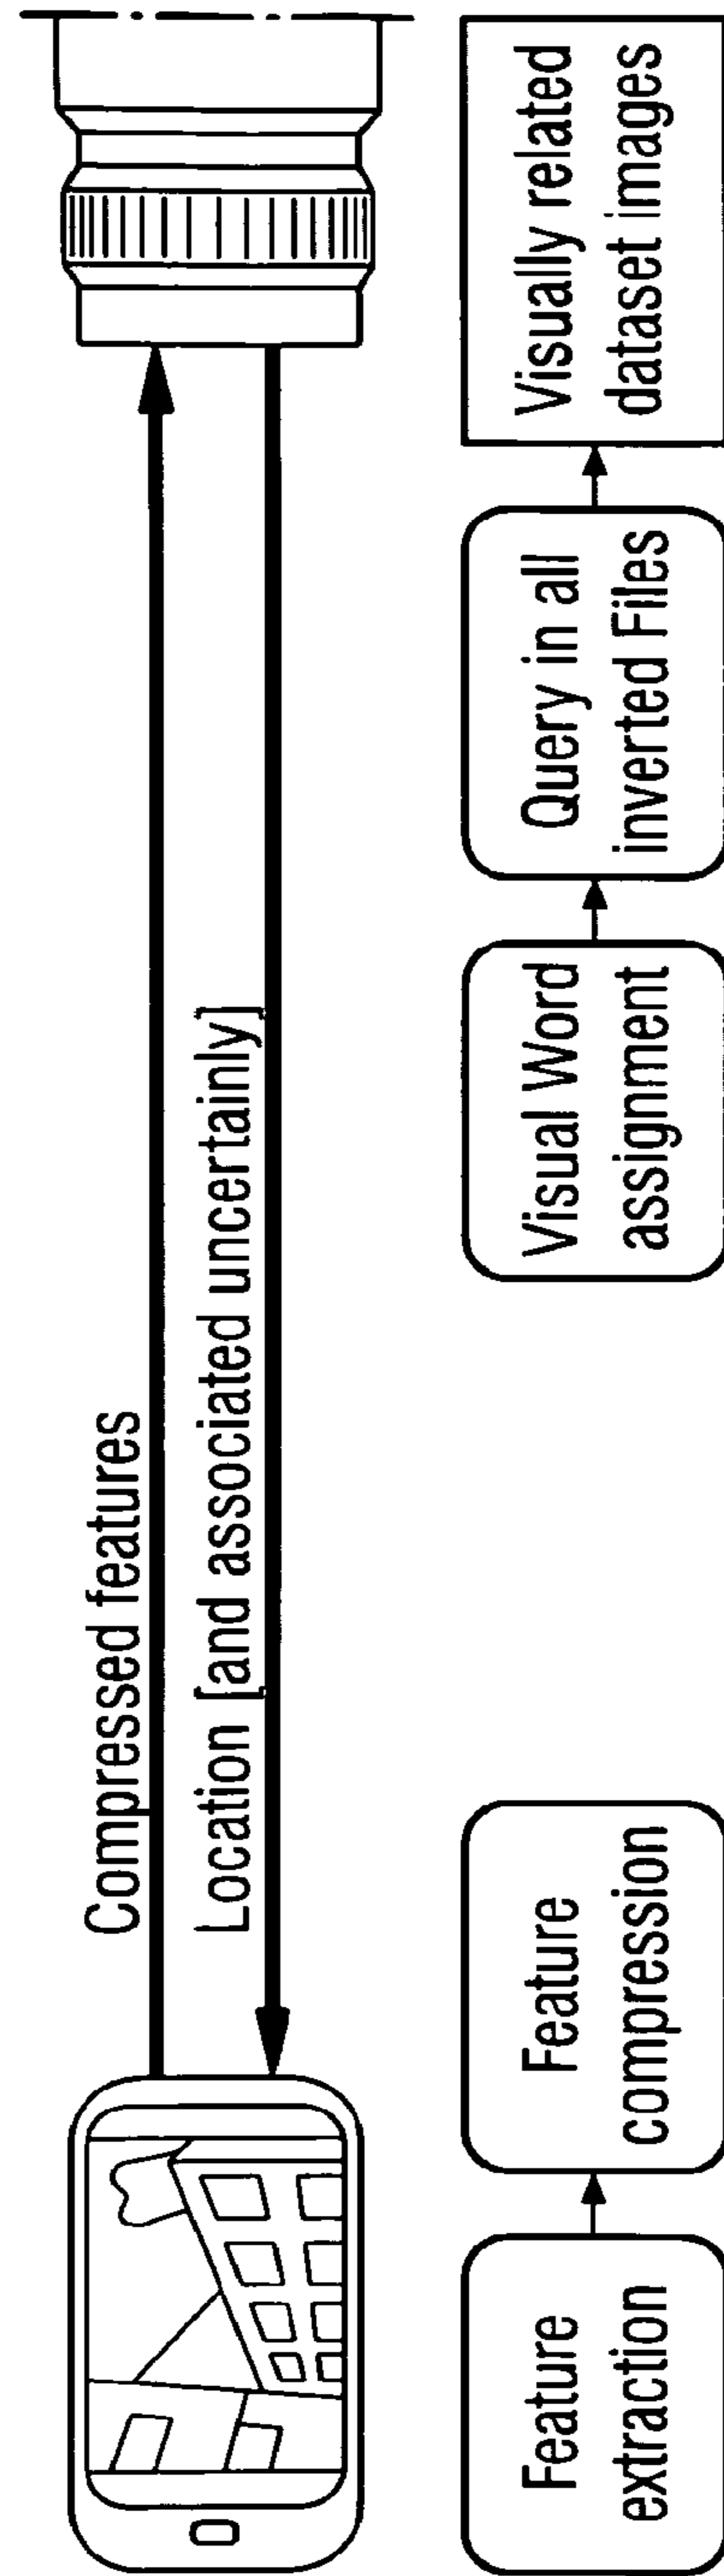 Compressed features
Location [and associated uncertainly]
Feature
extraction
Feature
compression
Visual Word
assignment
Query in all
inverted Files
Visually related
dataset images